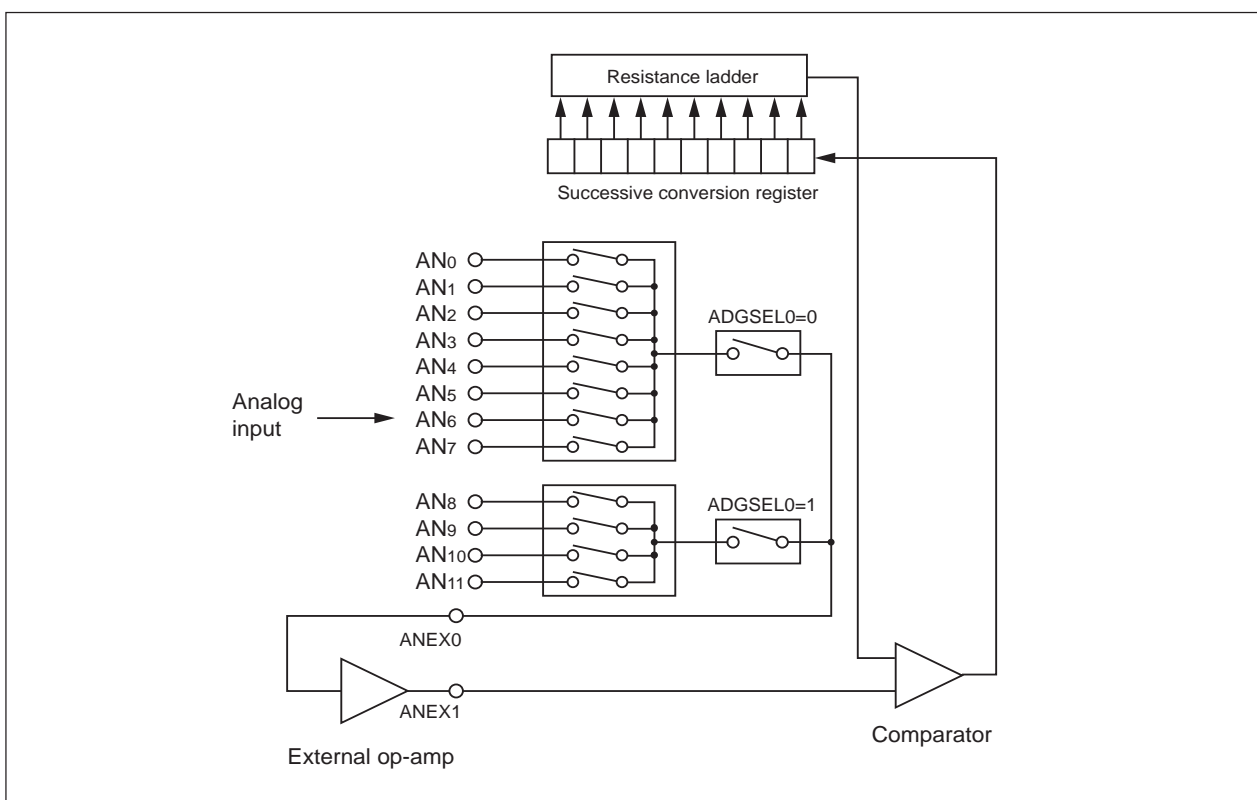 Resistance ladder
Successive conversion register
AN0
AN1
AN2
AN3
AN4
AN5
AN6
AN7
ADGSEL0=0
Analog
input
AN8
AN9
AN10
AN11
ADGSEL0=1
ANEX0
ANEX1
External op-amp
Comparator